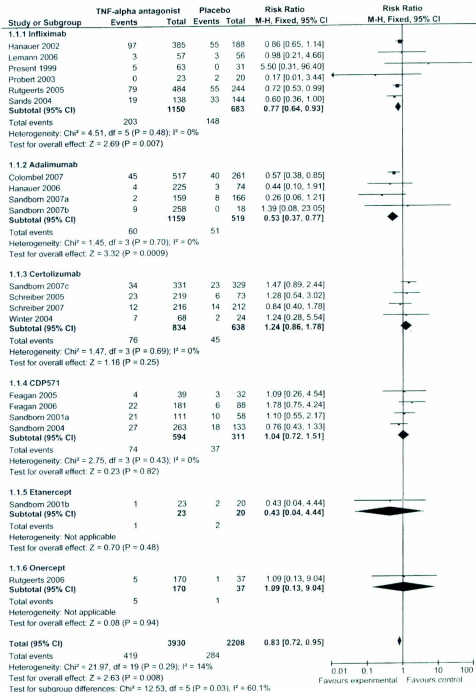 TNF-alpha antagonist Placebo Risk Ratio Risk Ratio
Study or Subgroup Events Total Events Total M-H, Fixed, 95% CI M-H, Fixed, 95% CI
1.1.1 Infliximab
Hanauer 2002 97 385 55 188 0.86 [0.65, 1.14]
Lemann 2006 3 57 3 56 0.98 [0.21, 4.66]
Present 1999 5 63 0 31 5.50 [0.31, 96.40]
Probert 2003 0 23 2 20 0.17 [0.01, 3.44]
Rutgeerts 2005 79 484 55 244 0.72 [0.53, 0.99]
Sands 2004 19 138 33 144 0.60 [0.36, 1.00]
Subtotal (95% CI) 1150 683 0.77 [0.64, 0.93]
Total events 203 148
Heterogeneity: Chi² = 4.51, df = 5 (P = 0.48); I² = 0%
Test for overall effect: Z = 2.69 (P = 0.007)
1.1.2 Adalimumab
Colombel 2007 45 517 40 261 0.57 [0.38, 0.85]
Hanauer 2006 4 225 3 74 0.44 [0.10, 1.91]
Sandborn 2007a 2 159 8 166 0.26 [0.06, 1.21]
Sandborn 2007b 9 258 0 18 1.39 [0.08, 23.05]
Subtotal (95% CI) 1159 519 0.53 [0.37, 0.77]
Total events 60 51
Heterogeneity: Chi² = 1.45, df = 3 (P = 0.70); I² = 0%
Test for overall effect: Z = 3.32 (P = 0.0009)
1.1.3 Certolizumab
Sandborn 2007c 34 331 23 329 1.47 [0.89, 2.44]
Schreiber 2005 23 219 6 73 1.28 [0.54, 3.02]
Schreiber 2007 12 216 14 212 0.84 [0.40, 1.78]
Winter 2004 7 68 2 24 1.24 [0.28, 5.54]
Subtotal (95% CI) 834 638 1.24 [0.86, 1.78]
Total events 76 45
Heterogeneity: Chi² = 1.47, df = 3 (P = 0.69); I² = 0%
Test for overall effect: Z = 1.16 (P = 0.25)
1.1.4 CDP571
Feagan 2005 4 39 3 32 1.09 [0.26, 4.54]
Feagan 2006 22 181 6 88 1.78 [0.75, 4.24]
Sandborn 2001a 21 111 10 58 1.10 [0.55, 2.17]
Sandborn 2004 27 263 18 133 0.76 [0.43, 1.33]
Subtotal (95% CI) 594 311 1.04 [0.72, 1.51]
Total events 74 37
Heterogeneity: Chi² = 2.75, df = 3 (P = 0.43); I² = 0%
Test for overall effect: Z = 0.23 (P = 0.82)
1.1.5 Etanercept
Sandborn 2001b 1 23 2 20 0.43 [0.04, 4.44]
Subtotal (95% CI) 23 20 0.43 [0.04, 4.44]
Total events 1 2
Heterogeneity: Not applicable
Test for overall effect: Z = 0.70 (P = 0.48)
1.1.6 Onercept
Rutgeerts 2006 5 170 1 37 1.09 [0.13, 9.04]
Subtotal (95% CI) 170 37 1.09 [0.13, 9.04]
Total events 5 1
Heterogeneity: Not applicable
Test for overall effect: Z = 0.08 (P = 0.94)
Total (95% CI) 3930 2208 0.83 [0.72, 0.95]
Total events 419 284
Heterogeneity: Chi² = 21.97, df = 19 (P = 0.29); I² = 14%
Test for overall effect: Z = 2.63 (P = 0.008)
Test for subgroup differences: Chi² = 12.53, df = 5 (P = 0.03), I² = 60.1%
0.01 0.1 1 10 100
Favours experimental Favours control